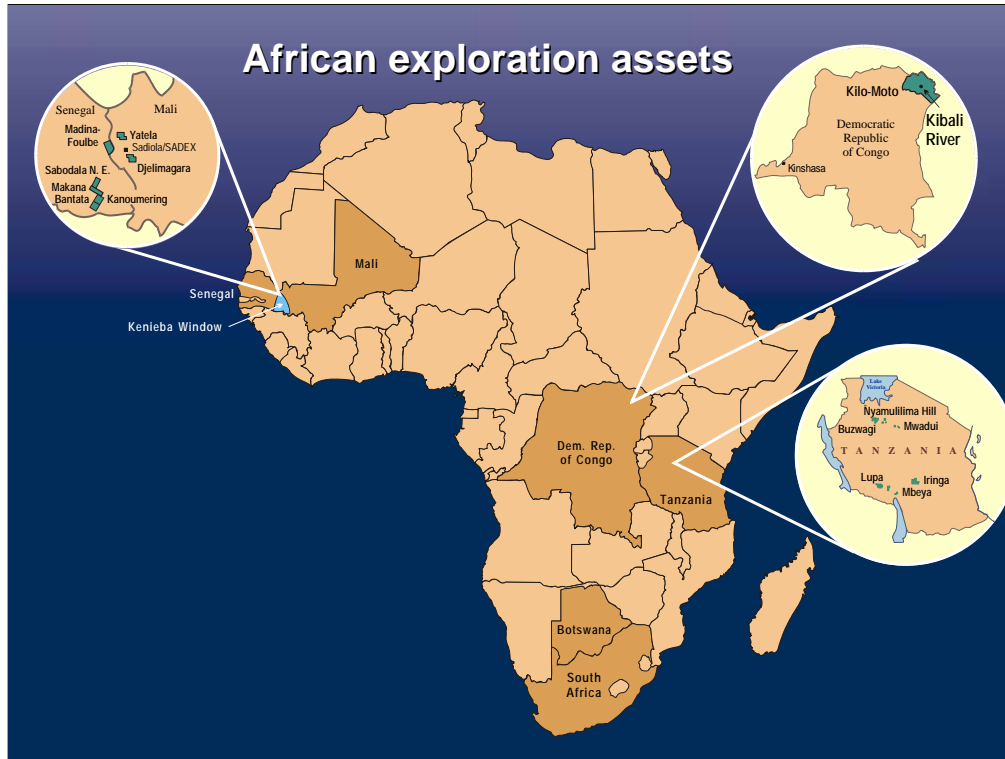 African exploration assets
Senegal
Mali
Madina-
Foulbe
Yatela
Sadiola/SADEX
Djelimagara
Sabodala N. E.
Makana
Bantata
Kanoumering
Kilo-Moto
Kibali
River
Democratic
Republic
of Congo
Kinshasa
Mali
Senegal
Kenieba Window
Dem. Rep.
of Congo
Tanzania
Botswana
South
Africa
Lake
Victoria
Nyamulilima Hill
Buzwagi
Mwadui
TANZANIA
Lupa
Iringa
Mbeya